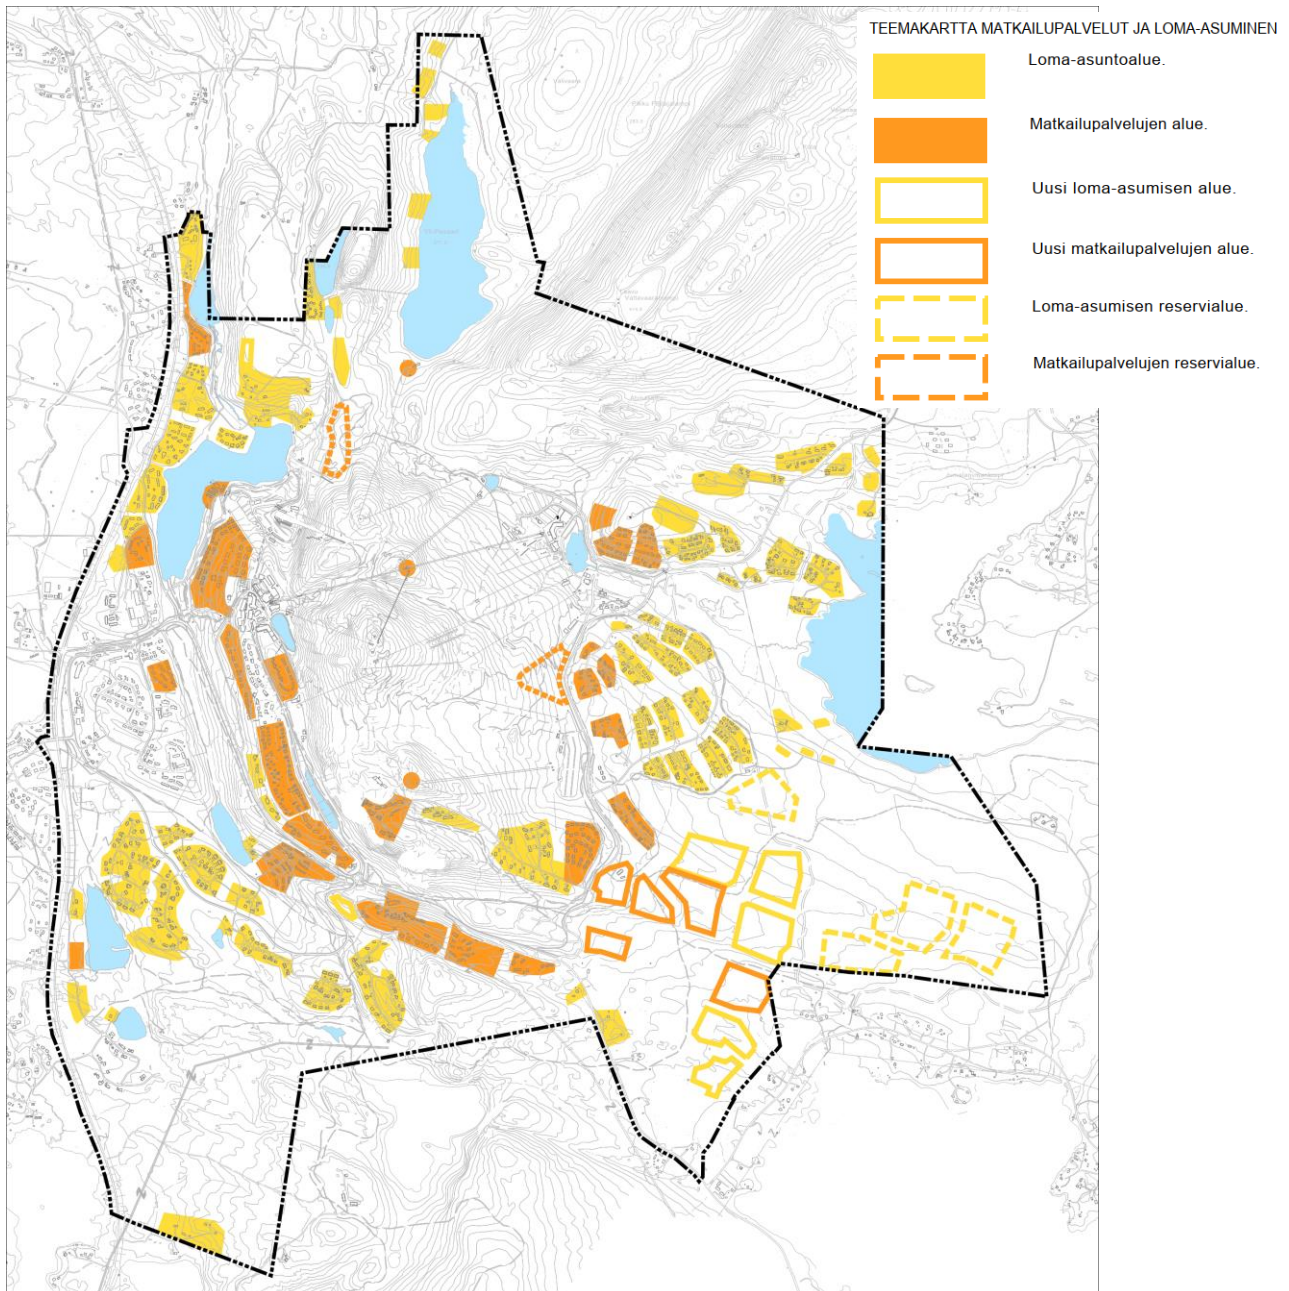 TEEMAKARTTA MATKAILUPALVELUT JA LOMA-ASUMINEN
Loma-asuntoalue.
Matkailupalvelujen alue.
Uusi loma-asumisen alue.
Uusi matkailupalvelujen alue.
Loma-asumisen reservialue.
Matkailupalvelujen reservialue.